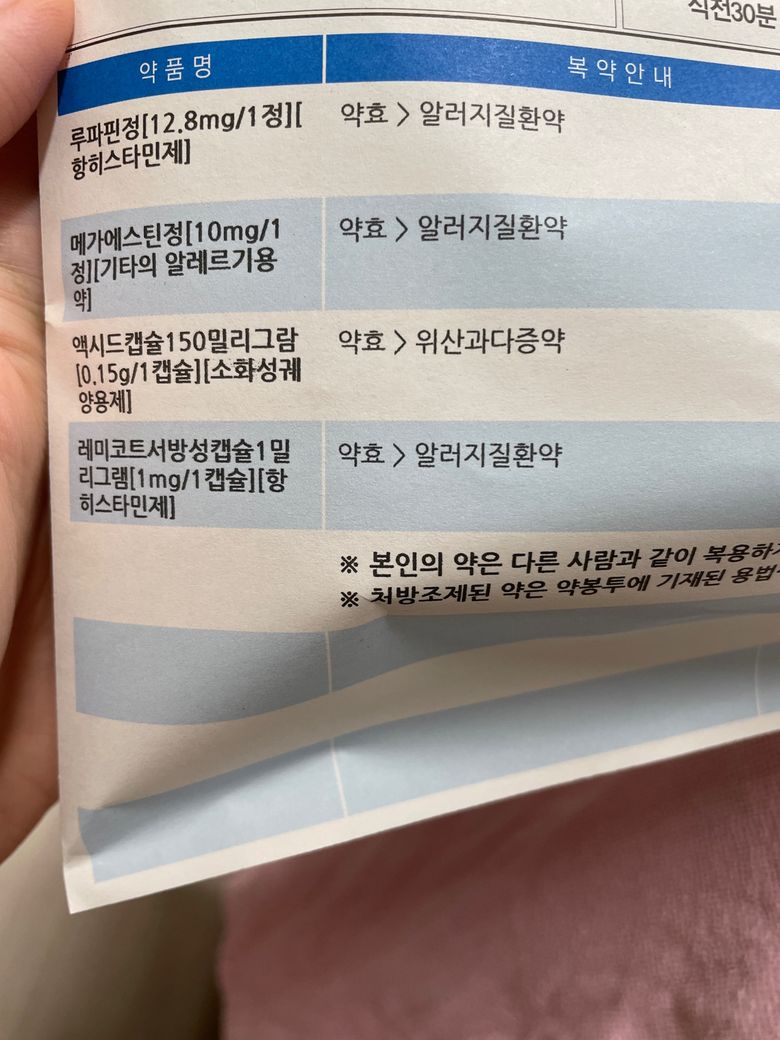 식전30분
약품명
복약안내
루파핀정[12.8mg/1정][
항히스타민제]
약효 > 알러지질환약
메가에스틴정[10mg/1
정][기타의 알레르기용
약]
약효 > 알러지질환약
액시드캡슐150밀리그람
[0.15g/1캡슐][소화성궤
양용제]
약효 > 위산과다증약
레미코트서방성캡슐1밀
리그램[1mg/1캡슐][항
히스타민제]
약효 > 알러지질환약
※ 본인의 약은 다른 사람과 같이 복용하지
※ 처방조제된 약은 약봉투에 기재된 용법